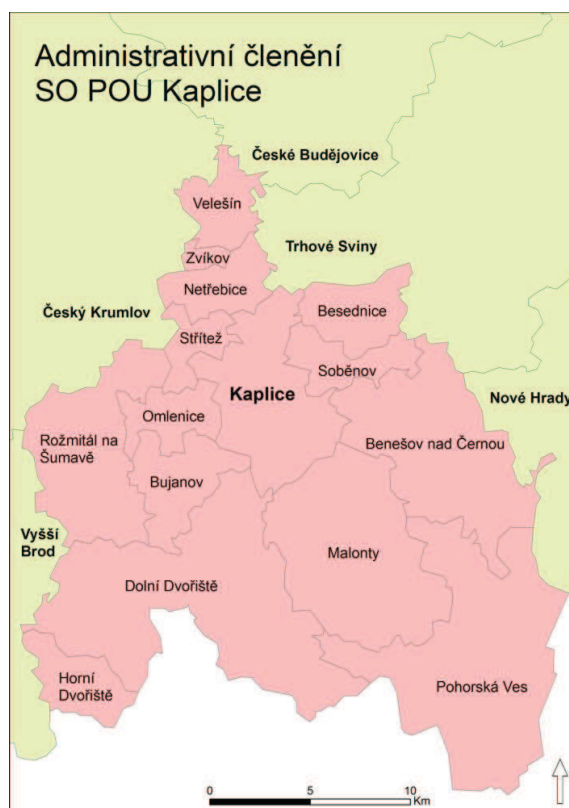 Administrativní členění
SO POU Kaplice
České Budějovice
Velešín
Trhové Sviny
Zvíkov
Netřebice
Český Krumlov
Besednice
Střítež
Soběnov
Kaplice
Nové Hrady
Omlenice
Rožmitál na
Šumavě
Benešov nad Černou
Bujanov
Vyšší
Brod
Malonty
Dolní Dvořiště
Horní
Dvořiště
Pohorská Ves
0 5 10
Km